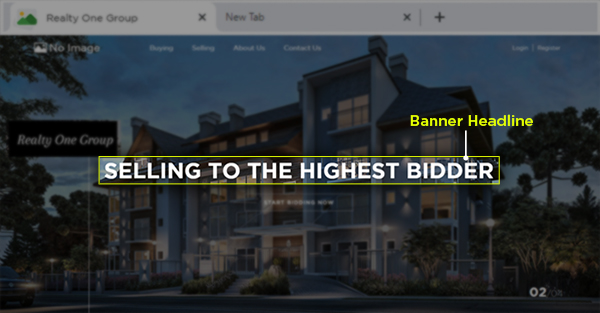 Realty One Group
New Tab
No Image
Buying Selling About Us Contact Us
Login | Register
Banner Headline
Realty One Group
SELLING TO THE HIGHEST BIDDER
START BIDDING NOW
02/08